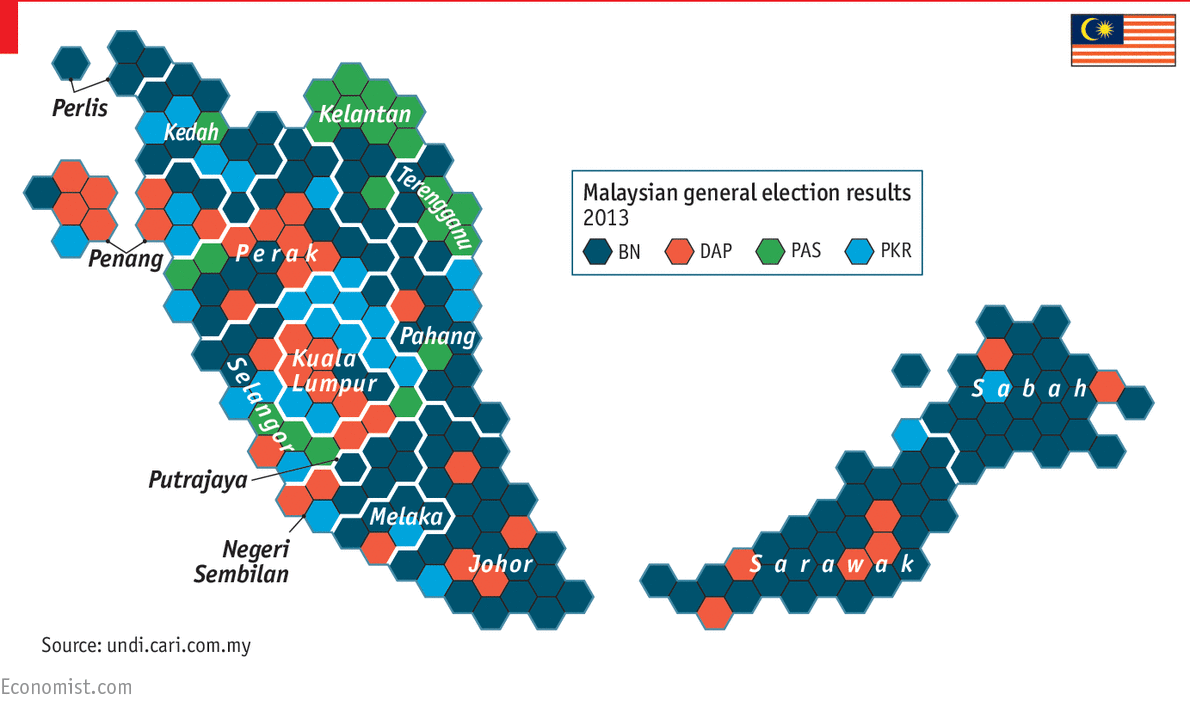 Perlis
Kedah
Kelantan
Terengganu
Penang
Perak
Malaysian general election results
2013
BN
DAP
PAS
PKR
Pahang
Kuala
Lumpur
Selangor
Sabah
Putrajaya
Melaka
Negeri
Sembilan
Johor
Sarawak
Source: undi.cari.com.my
Economist.com